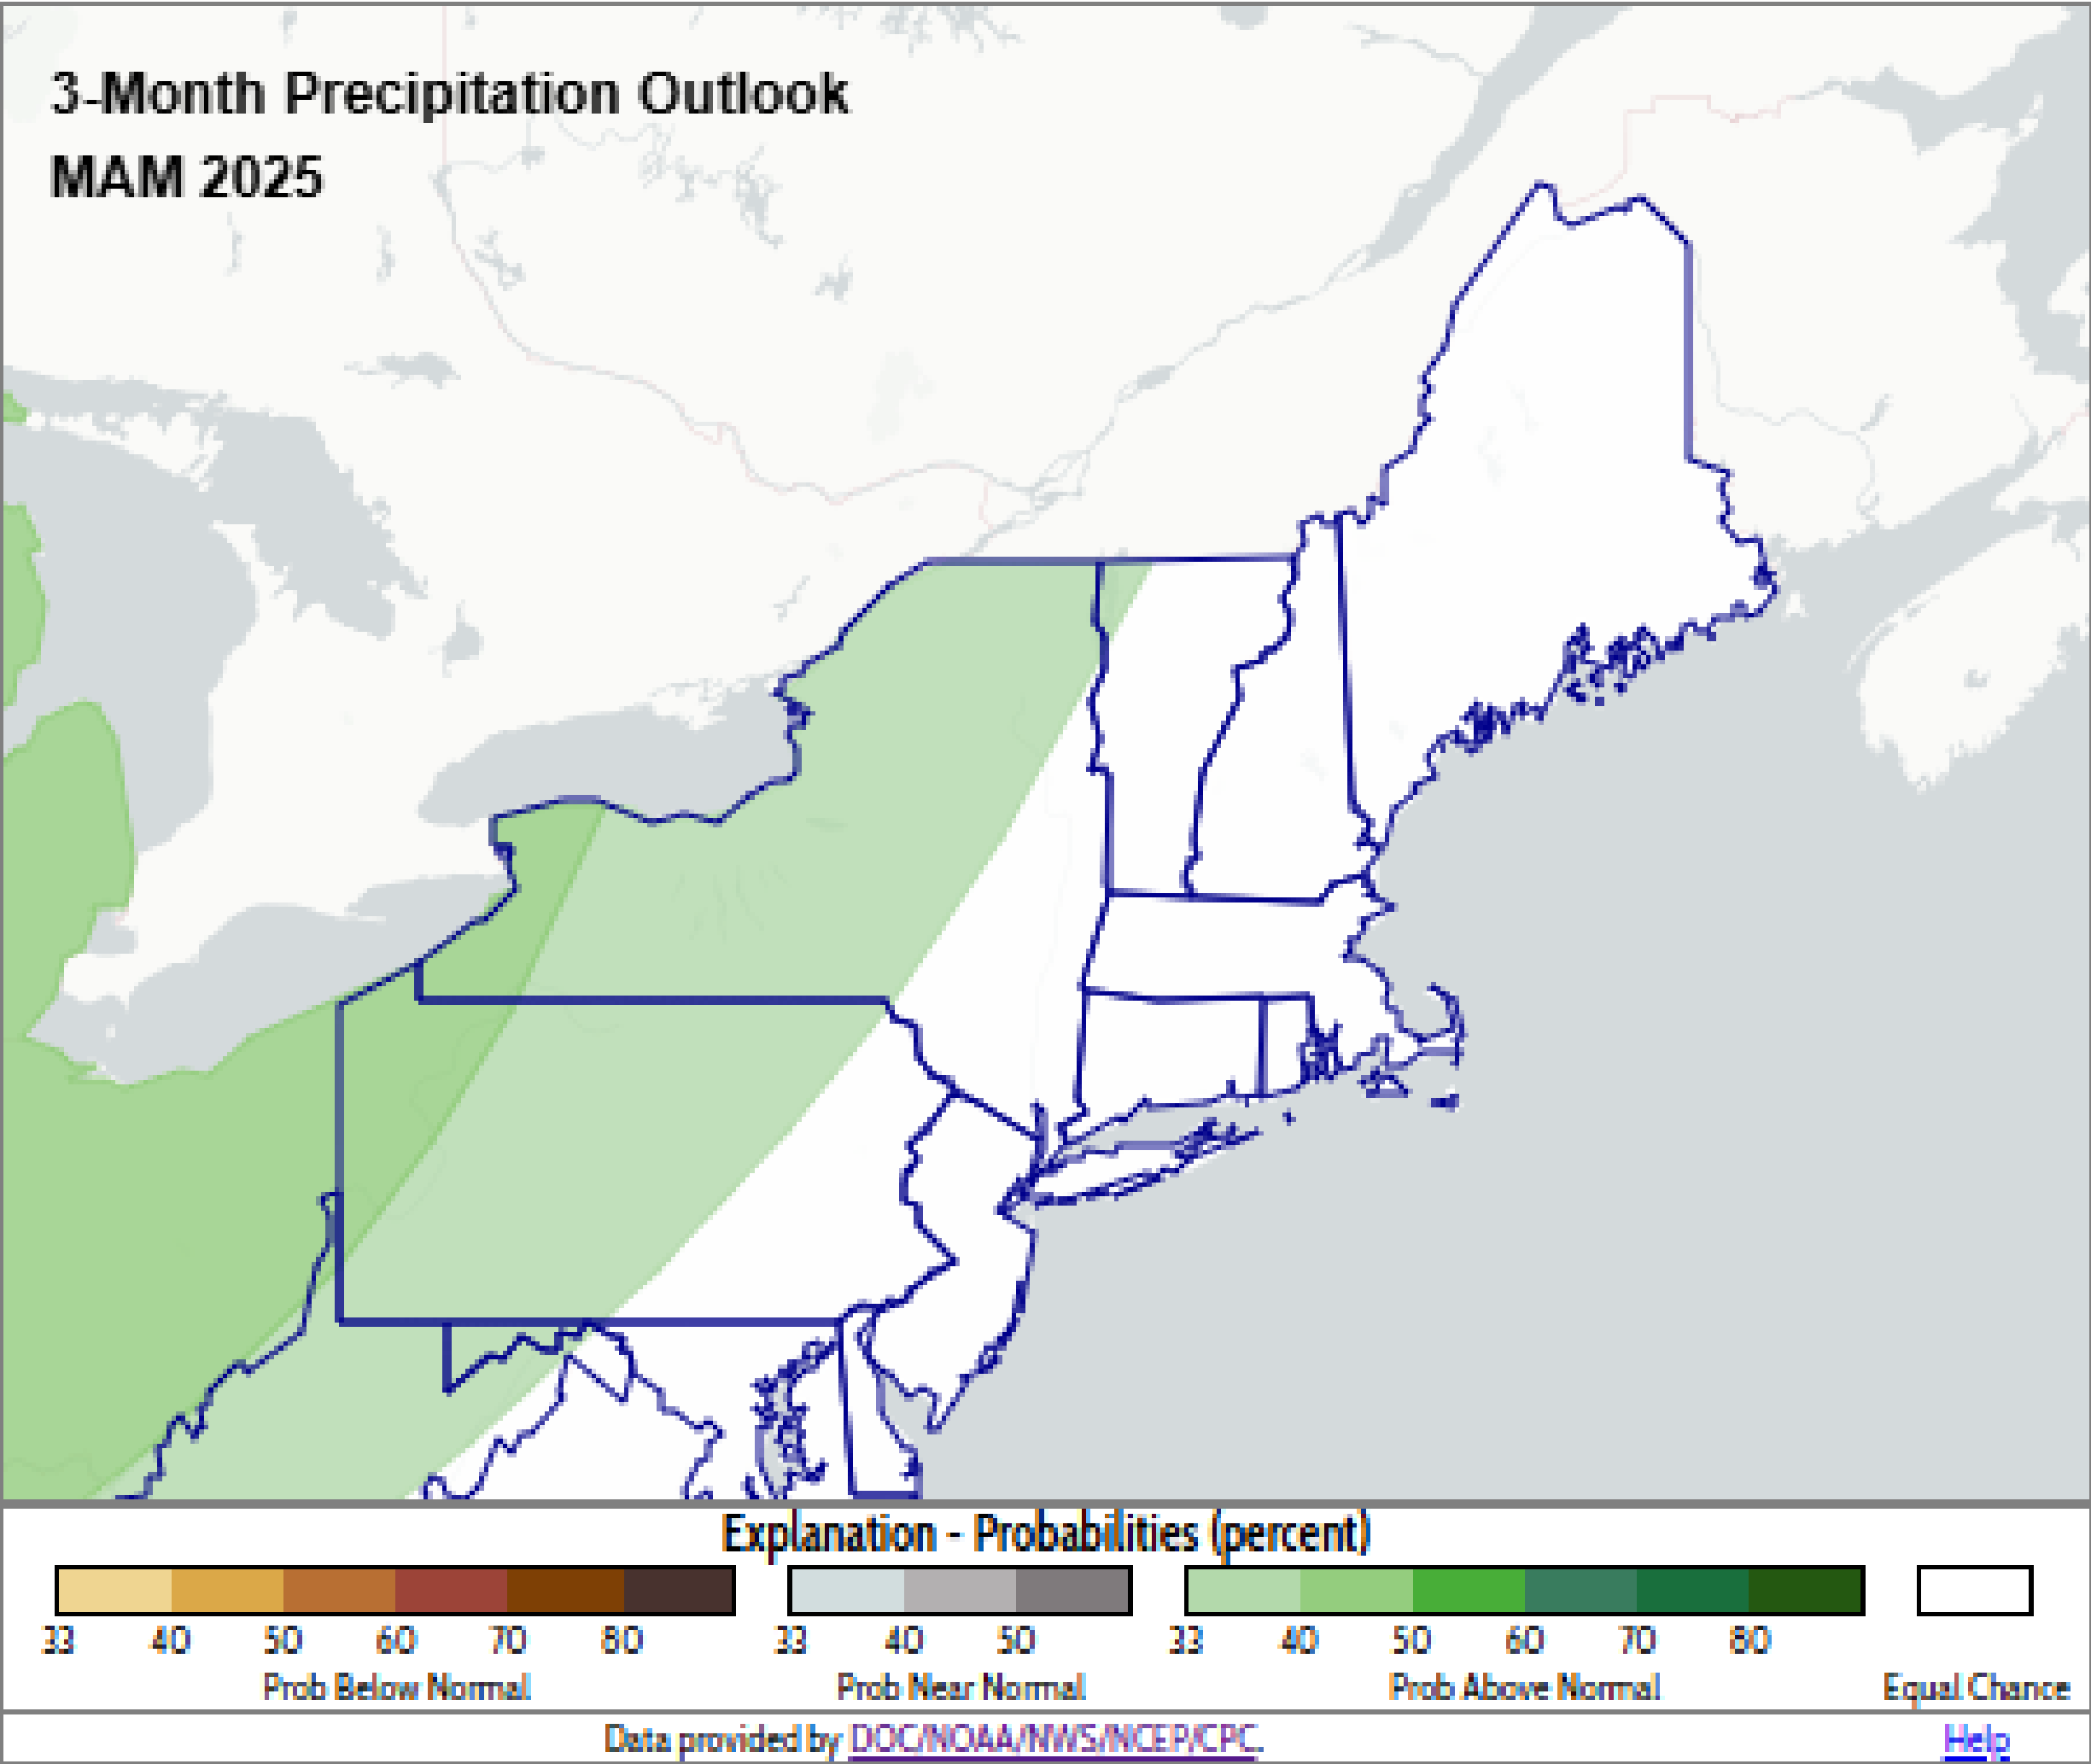 3-Month Precipitation Outlook
MAM 2025
Explanation - Probabilities (percent)
33 40 50 60 70 80 33 40 50 33 40 50 60 70 80
Prob Below Normal Prob Near Normal Prob Above Normal Equal Chance
Data provided by DOC/NOAA/NWS/NCEP/CPC. Help